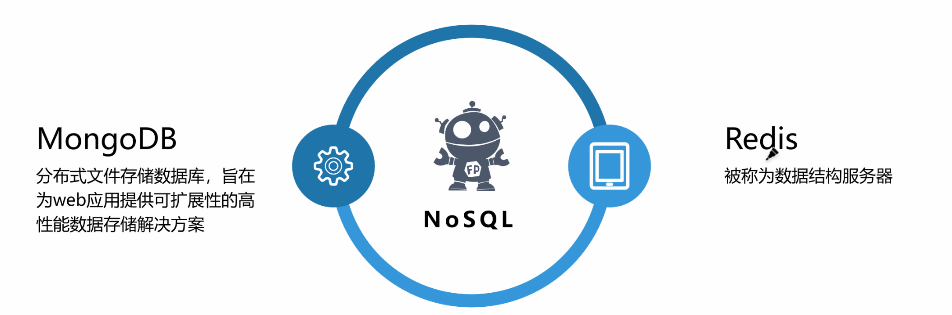 MongoDB
分布式文件存储数据库，旨在
为web应用提供可扩展性的高
性能数据存储解决方案
FD
NoSQL
Redis
被称为数据结构服务器